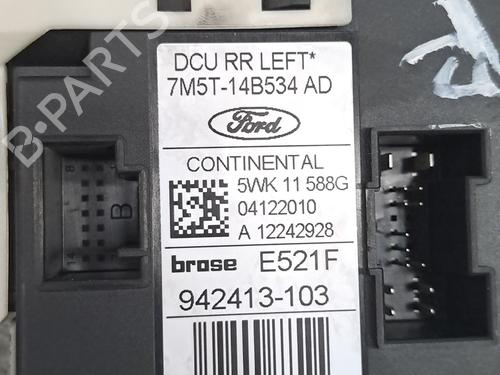 DCU RR LEFT*
7M5T-14B534 AD
Ford
CONTINENTAL
5WK 11 588G
04122010
A 12242928
brose E521F
942413-103
B
B-PARTS